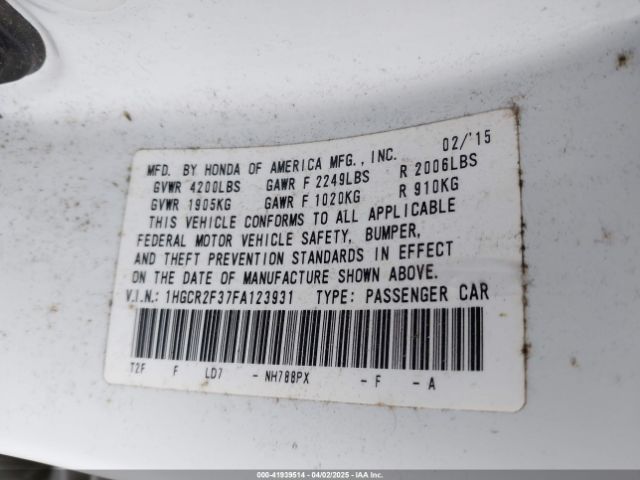 02/'15
MFD. BY HONDA OF AMERICA MFG., INC.
GVWR 4200LBS GAWR F 2249LBS R 2006LBS
GVWR 1905KG GAWR F 1020KG R 910KG
THIS VEHICLE CONFORMS TO ALL APPLICABLE
FEDERAL MOTOR VEHICLE SAFETY, BUMPER,
AND THEFT PREVENTION STANDARDS IN EFFECT
ON THE DATE OF MANUFACTURE SHOWN ABOVE.
V.I.N.: 1HGCR2F37FA123931 TYPE: PASSENGER CAR
T2F F LD7 - NH788PX - F - A
000-41939514 | 04/02/2025 | IAAI.COM